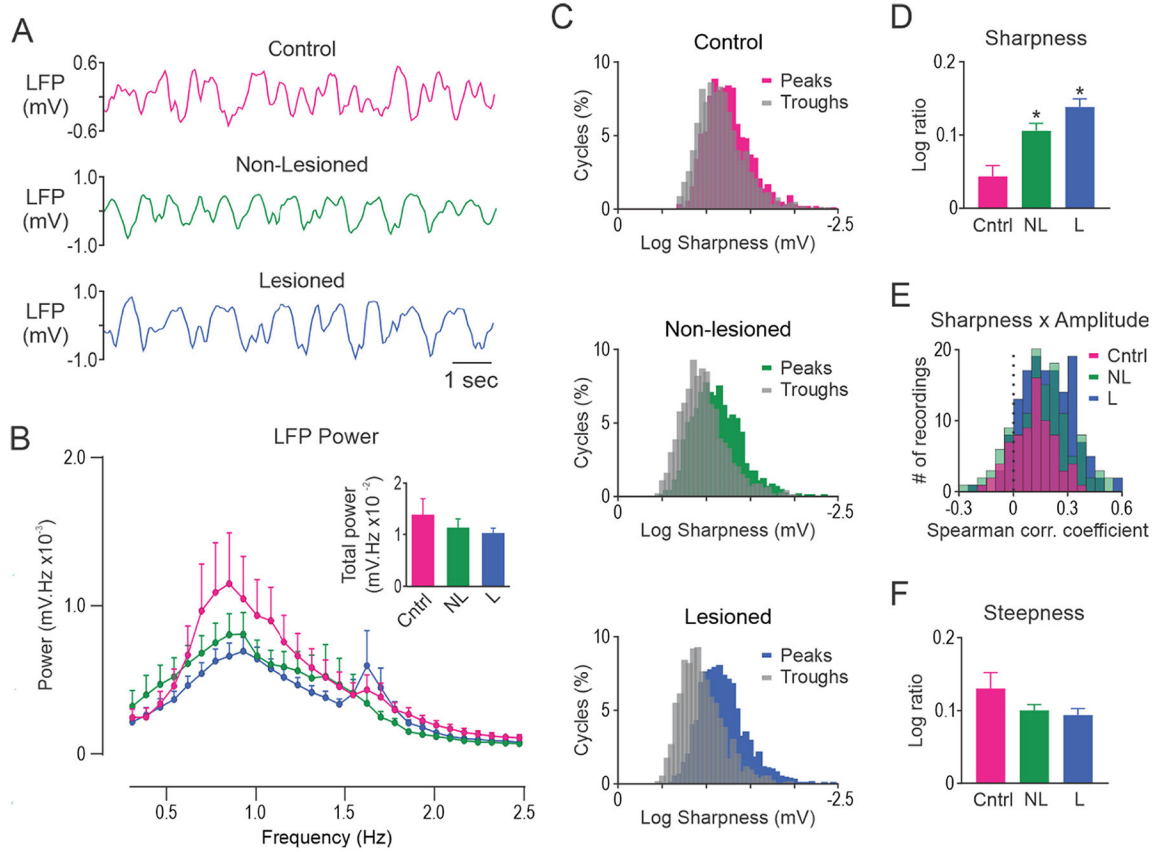 A
Control
LFP
(mV)
0.6
-0.6
Non-Lesioned
LFP
(mV)
1.0
-1.0
Lesioned
LFP
(mV)
1.0
-1.0
1 sec
B
LFP Power
Power (mV.Hz x10⁻³)
2.0
1.0
0
0.5 1.0 1.5 2.0 2.5
Frequency (Hz)
Total power
(mV.Hz x10⁻²)
2
1
0
Cntrl NL L
C
Control
Cycles (%)
10
5
0
Peaks
Troughs
0 -2.5
Log Sharpness (mV)
Non-lesioned
Cycles (%)
10
5
0
Peaks
Troughs
0 -2.5
Log Sharpness (mV)
Lesioned
Cycles (%)
10
5
0
Peaks
Troughs
0 -2.5
Log Sharpness (mV)
D
Sharpness
Log ratio
0.2
0.1
0
* *
Cntrl NL L
E
Sharpness x Amplitude
# of recordings
20
10
0
Cntrl
NL
L
-0.3 0 0.3 0.6
Spearman corr. coefficient
F
Steepness
Log ratio
0.2
0.1
0
Cntrl NL L